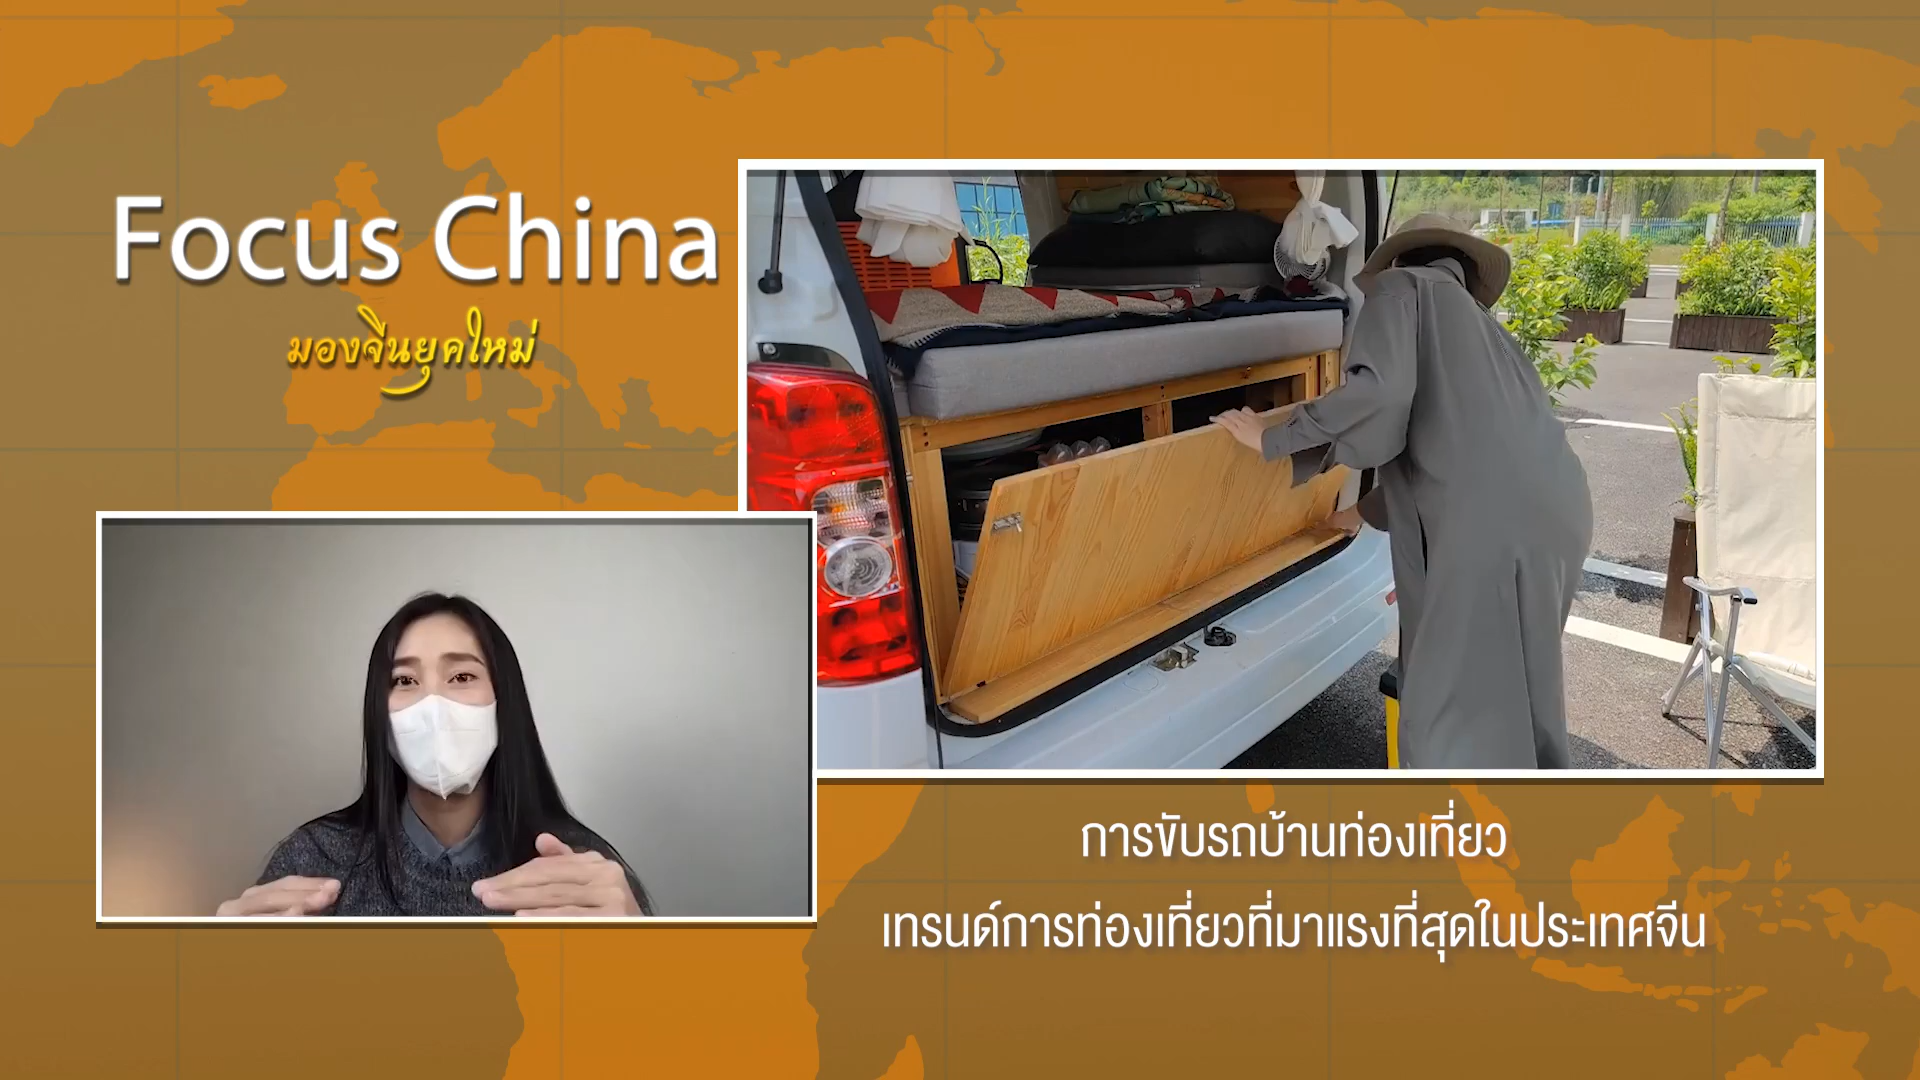 Focus China
มองจีนยุคใหม่
การขับรถบ้านท่องเที่ยว
เทรนด์การท่องเที่ยวที่มาแรงที่สุดในประเทศจีน